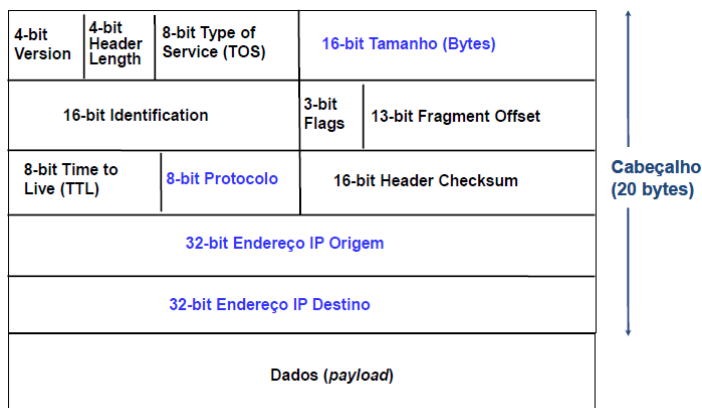 4-bit
Version
4-bit
Header
Length
8-bit Type of
Service (TOS)
16-bit Tamanho (Bytes)
16-bit Identification
3-bit
Flags
13-bit Fragment Offset
8-bit Time to
Live (TTL)
8-bit Protocolo
16-bit Header Checksum
Cabeçalho
(20 bytes)
32-bit Endereço IP Origem
32-bit Endereço IP Destino
Dados (payload)